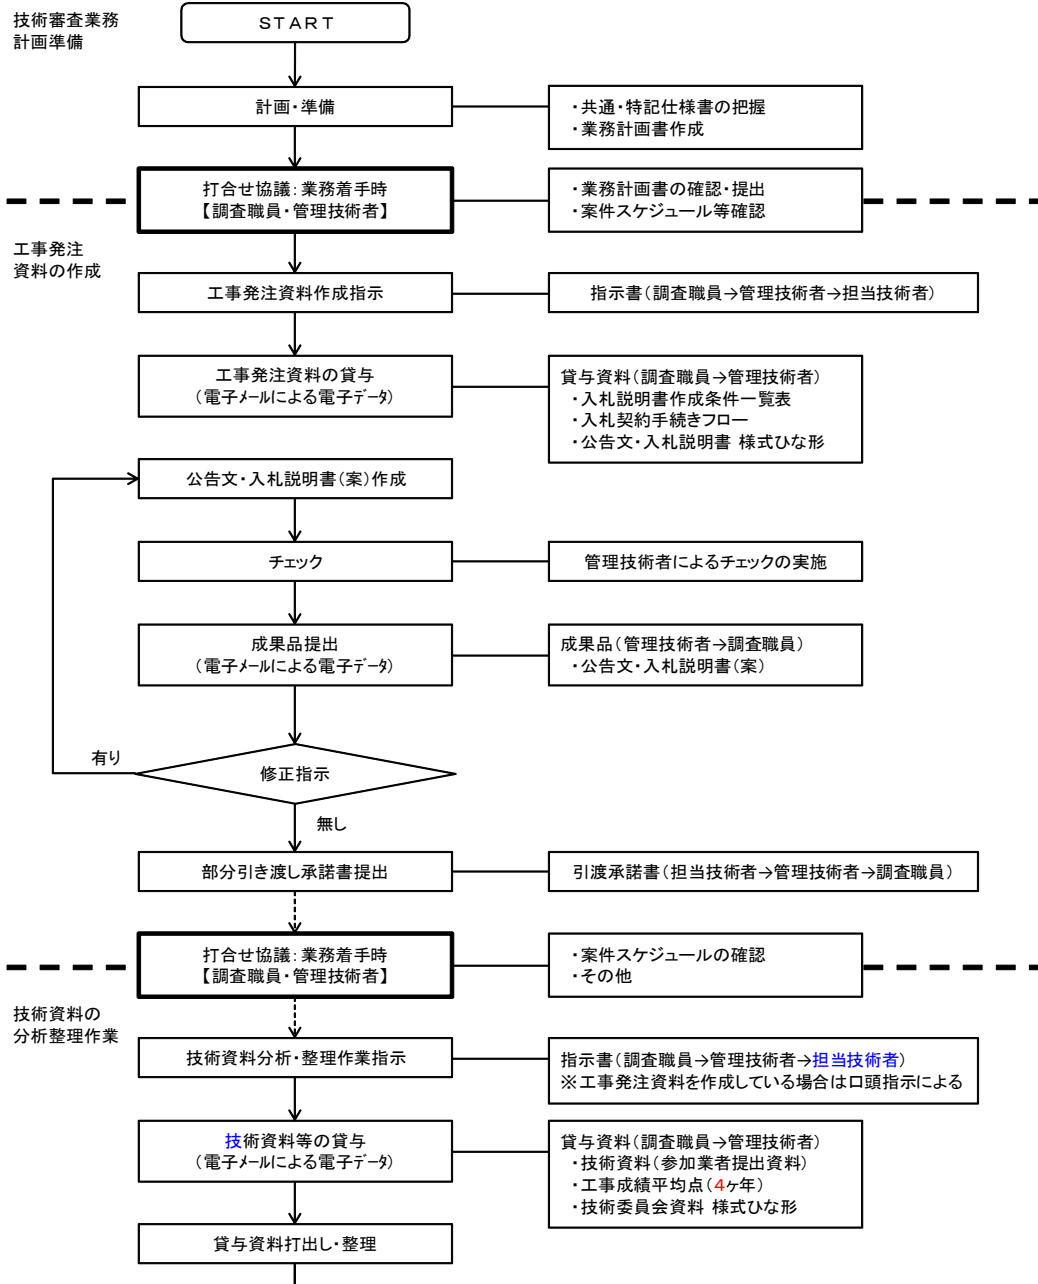 技術審査業務
計画準備
ＳＴＡＲＴ
計画・準備
・共通・特記仕様書の把握
・業務計画書作成
打合せ協議：業務着手時
【調査職員・管理技術者】
・業務計画書の確認・提出
・案件スケジュール等確認
工事発注
資料の作成
工事発注資料作成指示
指示書（調査職員→管理技術者→担当技術者）
工事発注資料の貸与
（電子メールによる電子データ）
貸与資料（調査職員→管理技術者）
・入札説明書作成条件一覧表
・入札契約手続きフロー
・公告文・入札説明書 様式ひな形
公告文・入札説明書（案）作成
チェック
管理技術者によるチェックの実施
成果品提出
（電子メールによる電子データ）
成果品（管理技術者→調査職員）
・公告文・入札説明書（案）
有り
修正指示
無し
部分引き渡し承諾書提出
引渡承諾書（担当技術者→管理技術者→調査職員）
打合せ協議：業務着手時
【調査職員・管理技術者】
・案件スケジュールの確認
・その他
技術資料の
分析整理作業
技術資料分析・整理作業指示
指示書（調査職員→管理技術者→担当技術者）
※工事発注資料を作成している場合は口頭指示による
技術資料等の貸与
（電子メールによる電子データ）
貸与資料（調査職員→管理技術者）
・技術資料（参加業者提出資料）
・工事成績平均点（4ヶ年）
・技術委員会資料 様式ひな形
貸与資料打出し・整理